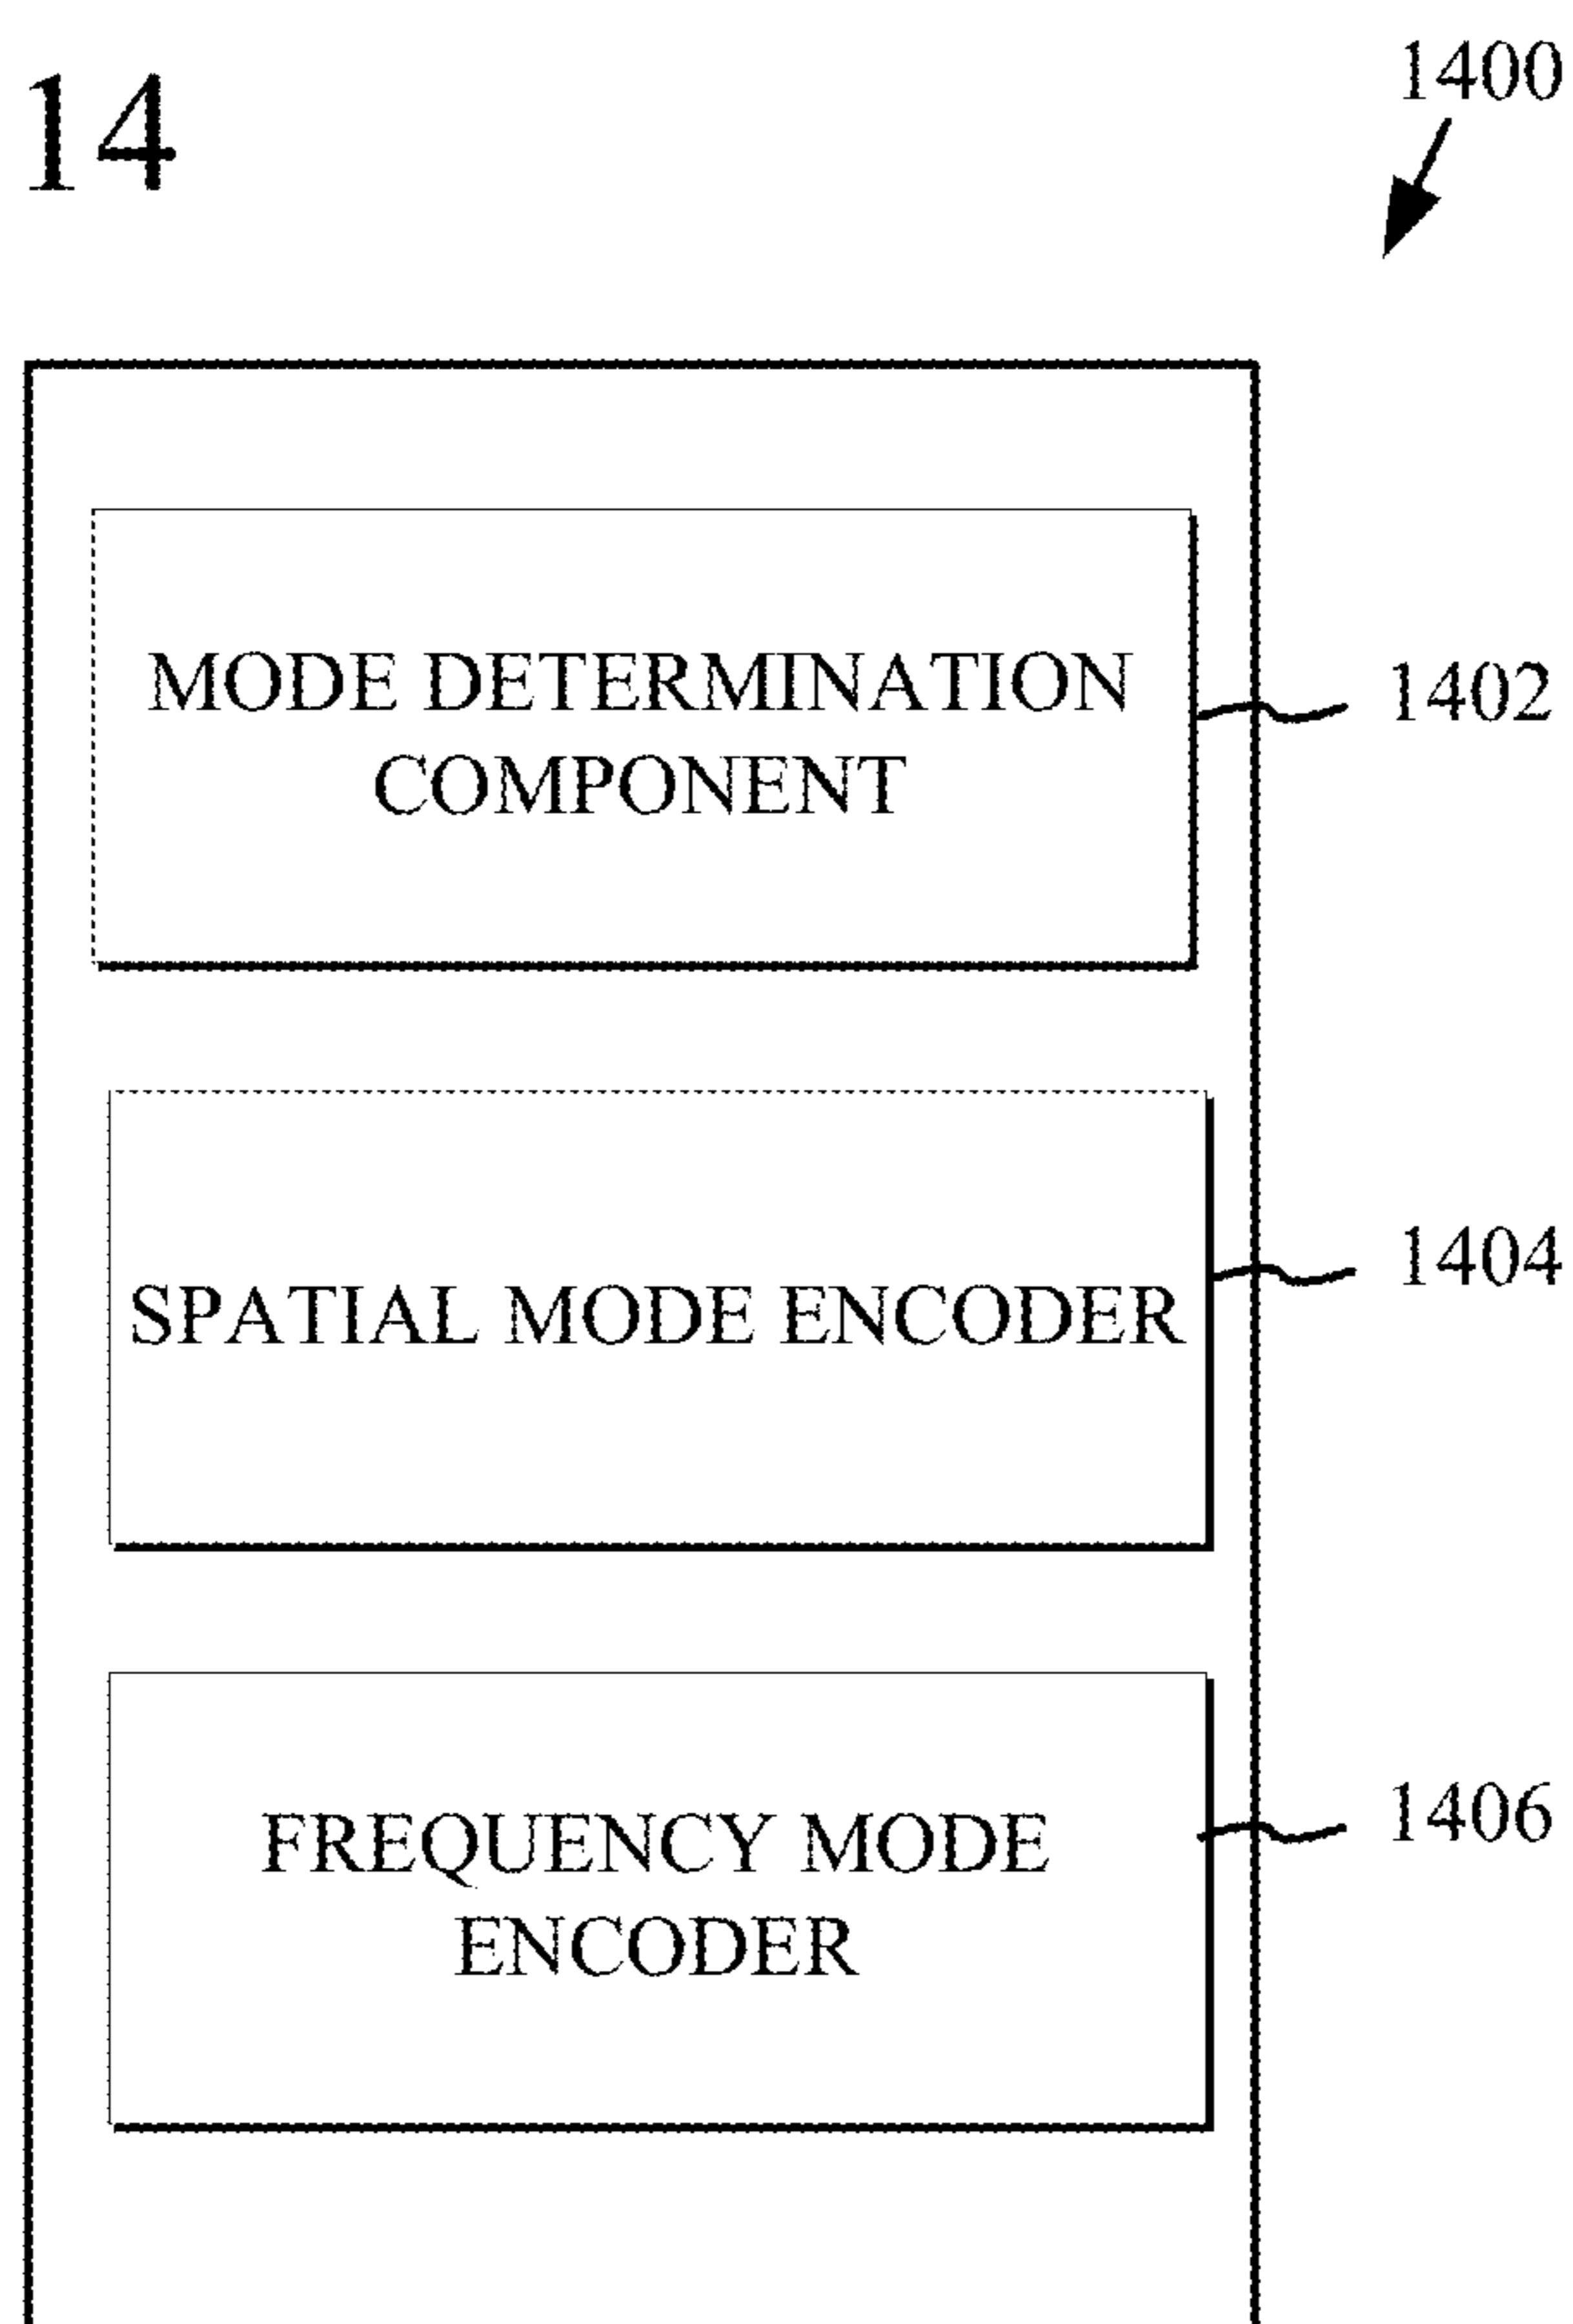 14
1400
MODE DETERMINATION
COMPONENT
1402
SPATIAL MODE ENCODER
1404
FREQUENCY MODE
ENCODER
1406